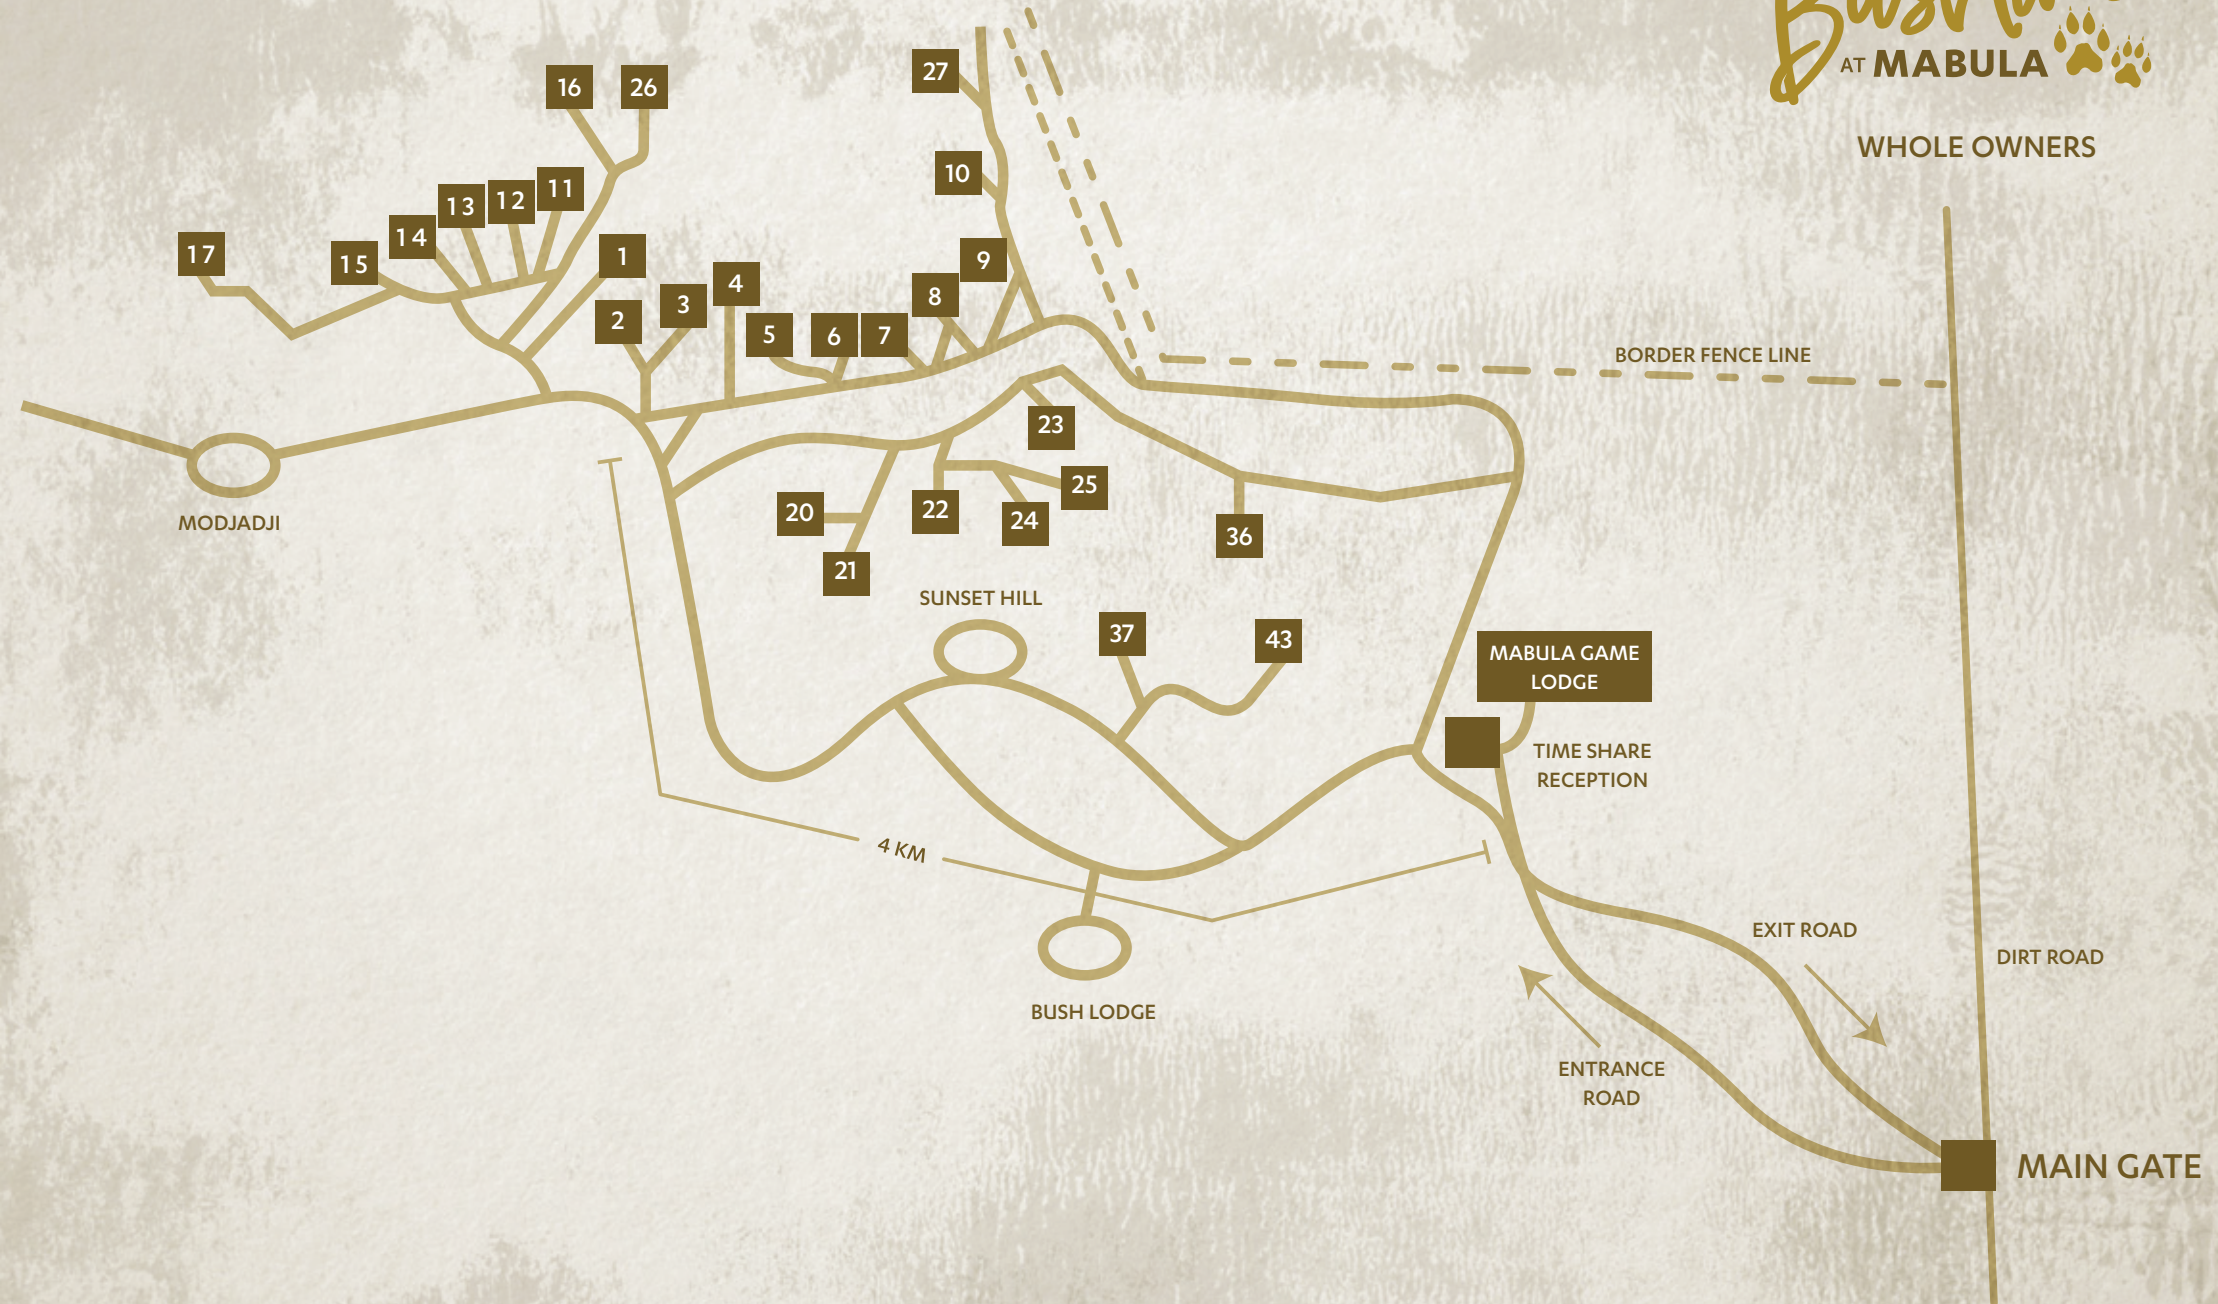 AT MABULA
WHOLE OWNERS
27
16
26
10
11
12
13
14
17
15
1
9
4
8
3
2
5
6
7
BORDER FENCE LINE
23
25
20
22
24
MODJADJI
36
21
SUNSET HILL
37
43
MABULA GAME
LODGE
TIME SHARE
RECEPTION
4 KM
EXIT ROAD
DIRT ROAD
BUSH LODGE
ENTRANCE
ROAD
MAIN GATE